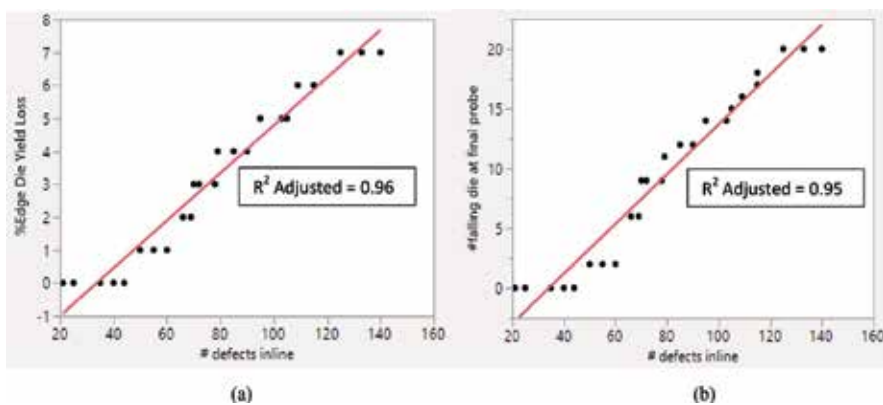 %Edge Die Yield Loss
8
7
6
5
4
3
2
1
0
-1
R² Adjusted = 0.96
20 40 60 80 100 120 140 160
# defects inline
(a)
#falling die at final probe
20
15
10
5
0
R² Adjusted = 0.95
20 40 60 80 100 120 140 160
# defects inline
(b)